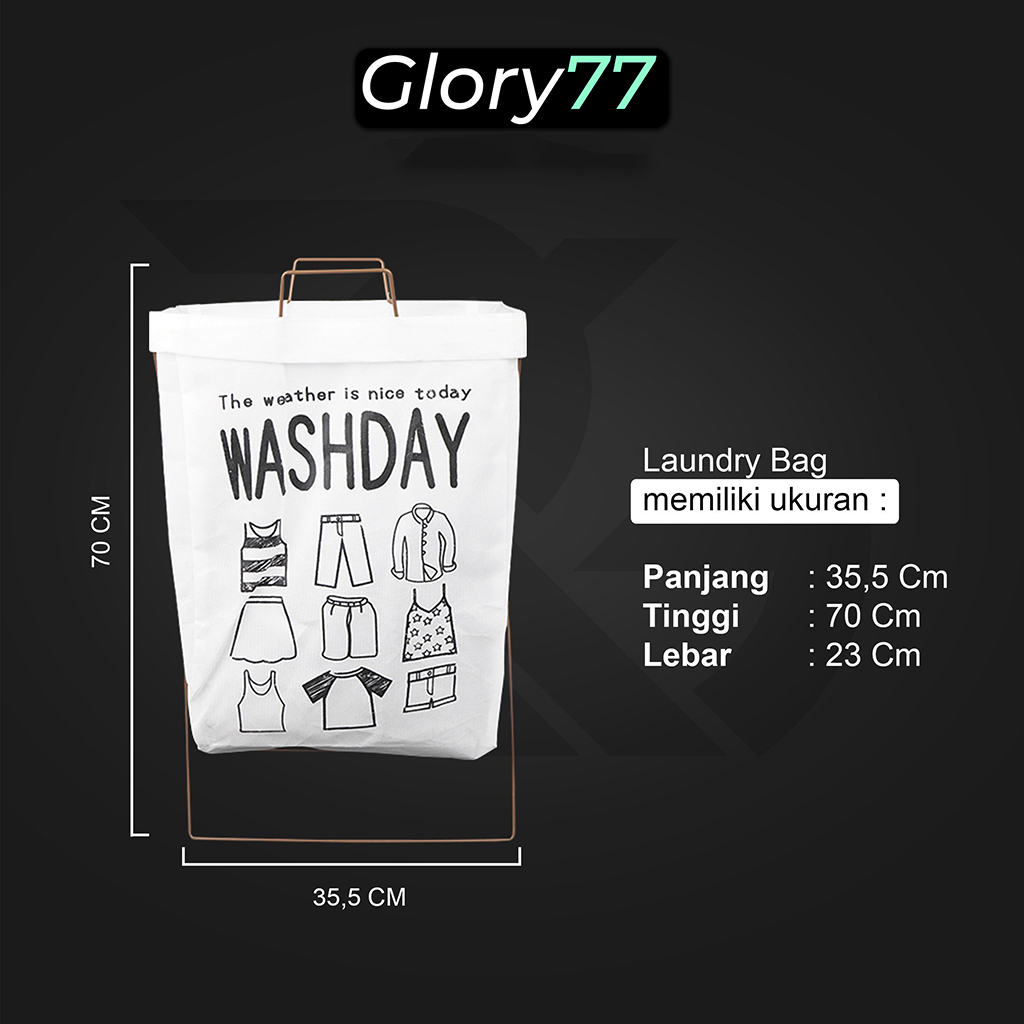 Glory77
The weather is nice today
WASHDAY
70 CM
35,5 CM
Laundry Bag
memiliki ukuran :
Panjang : 35,5 Cm
Tinggi : 70 Cm
Lebar : 23 Cm